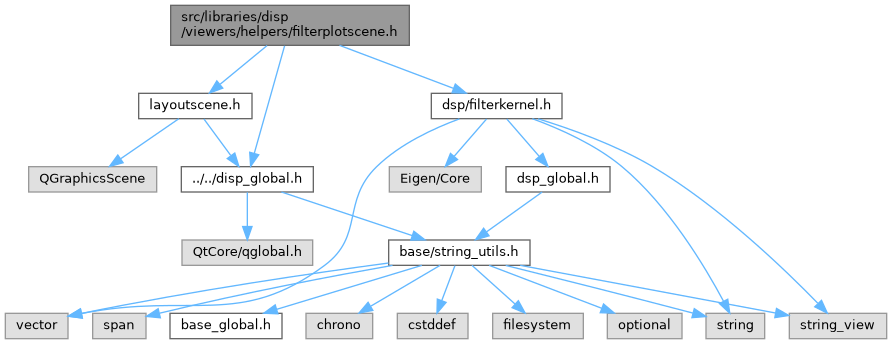 src/libraries/disp
/viewers/helpers/filterplotscene.h
layoutscene.h
dsp/filterkernel.h
QGraphicsScene
../../disp_global.h
Eigen/Core
dsp_global.h
QtCore/qglobal.h
base/string_utils.h
vector
span
base_global.h
chrono
cstddef
filesystem
optional
string
string_view